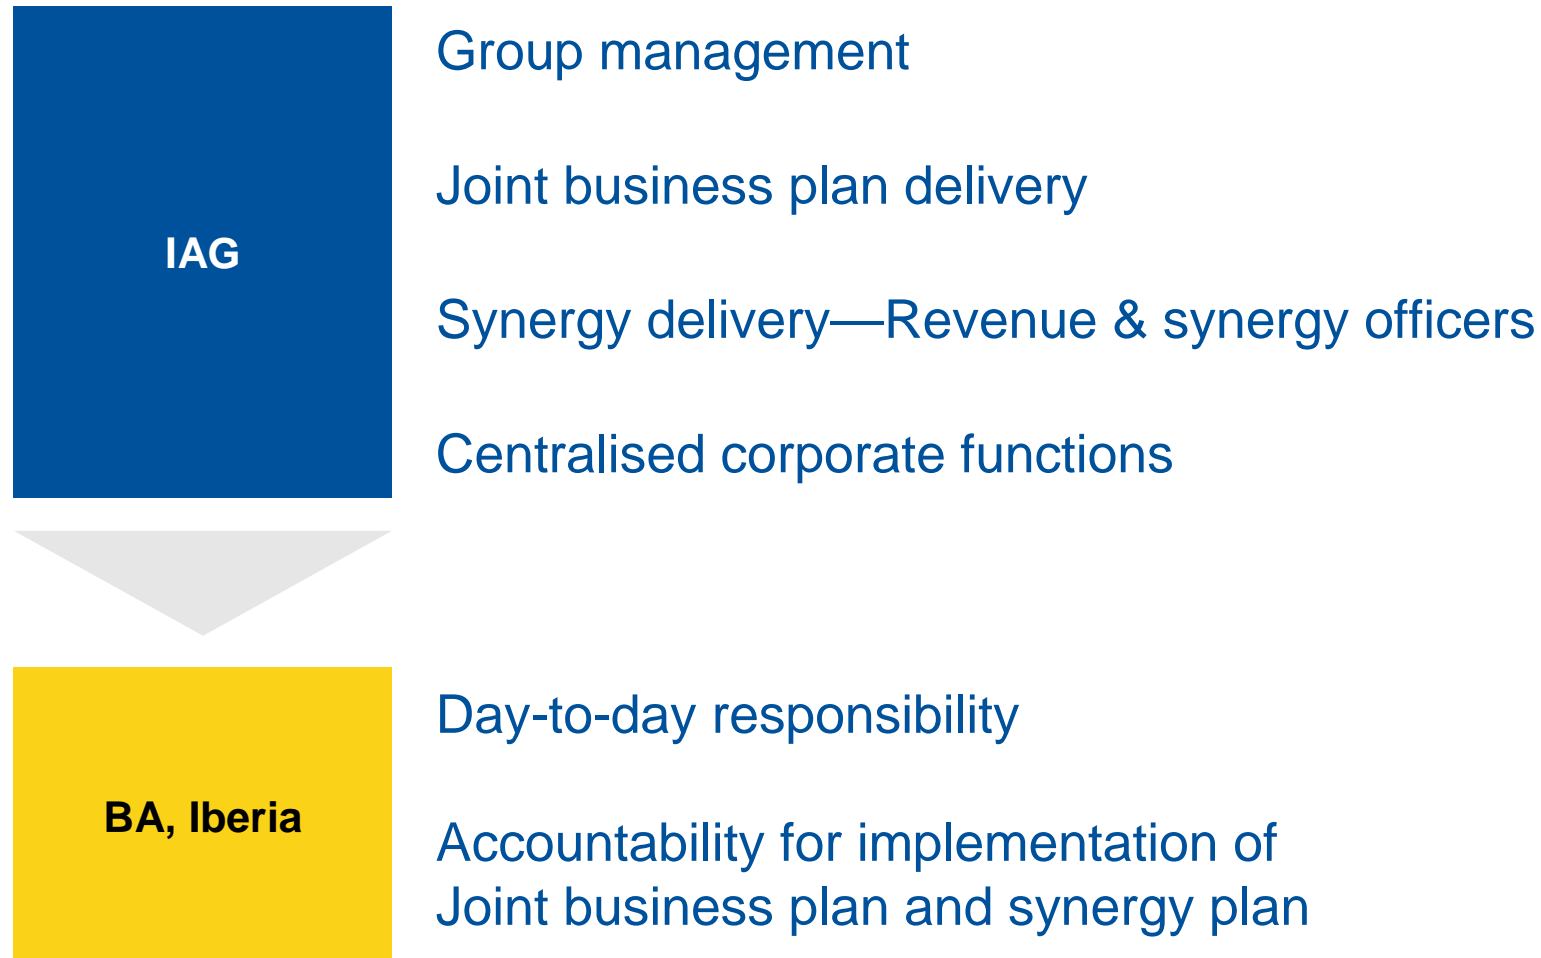 Group management
Joint business plan delivery
IAG
Synergy delivery—Revenue & synergy officers
Centralised corporate functions
Day-to-day responsibility
BA, Iberia
Accountability for implementation of
Joint business plan and synergy plan